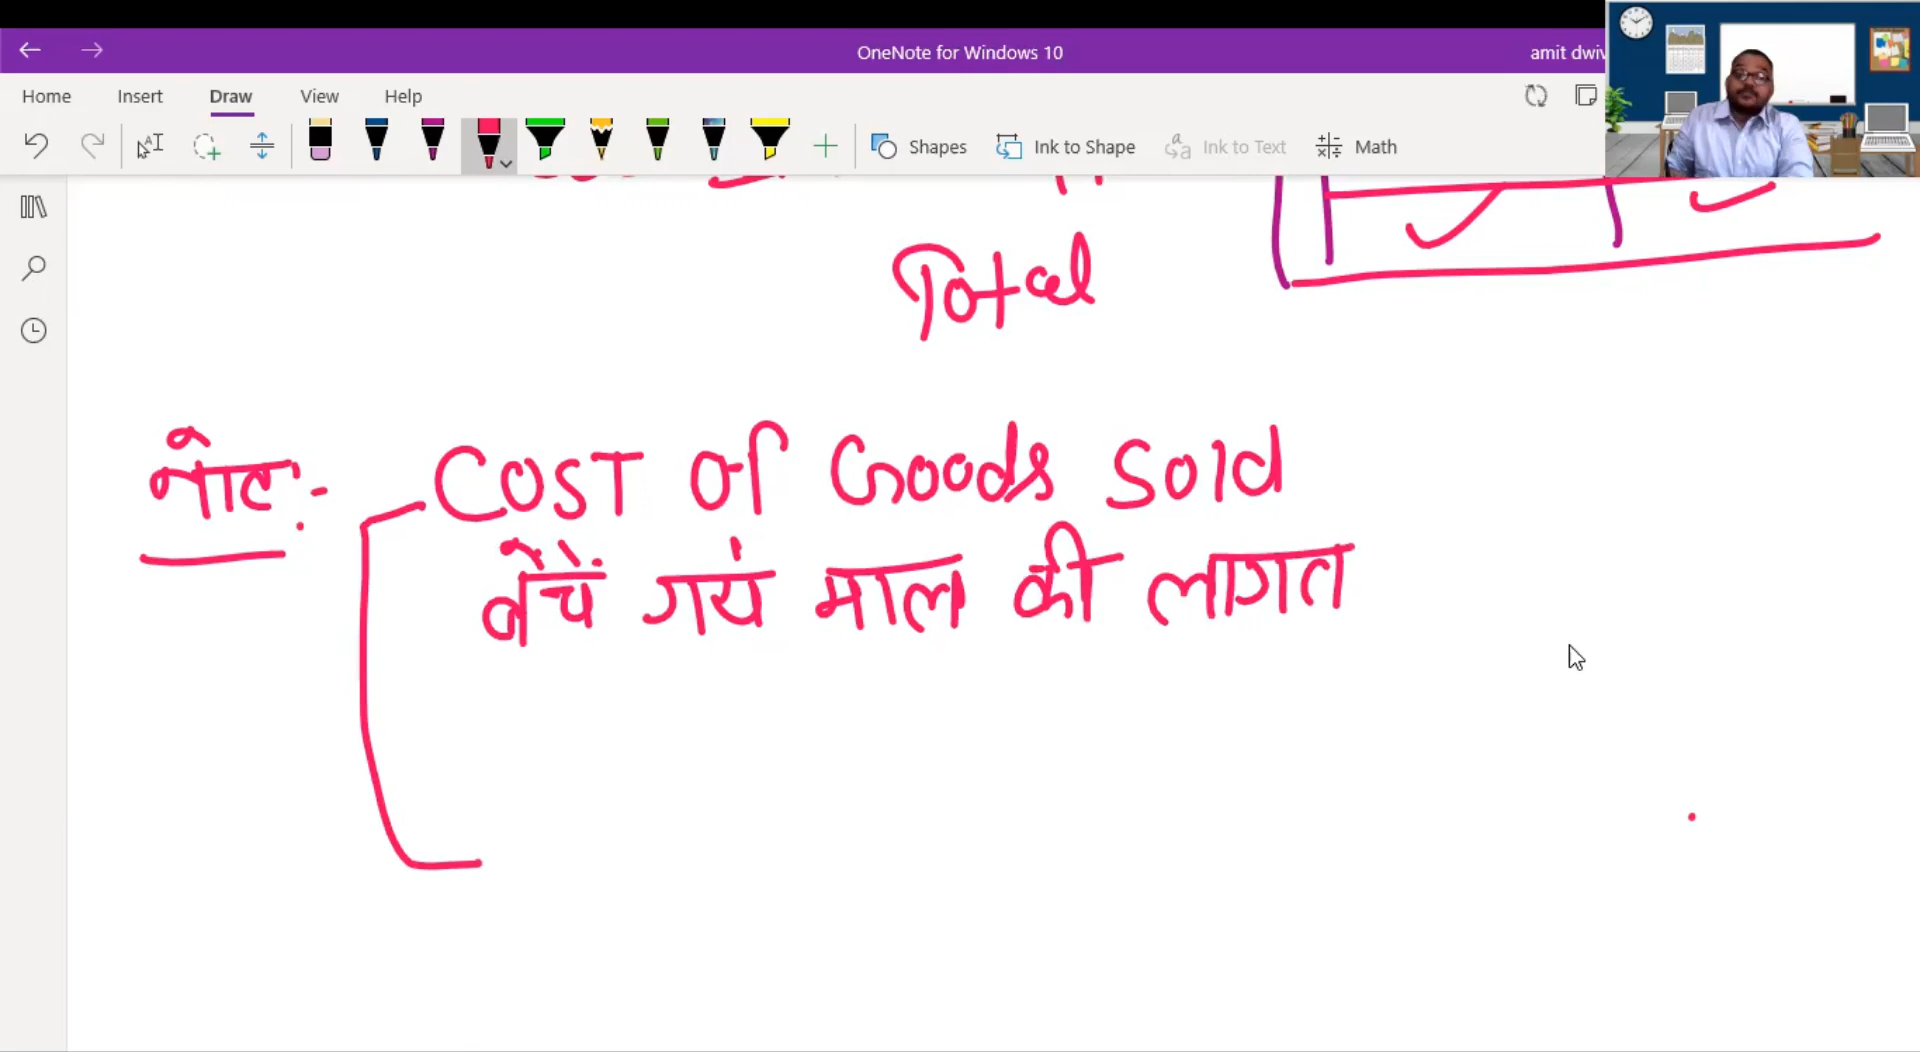 OneNote for Windows 10
amit dwiv
Home Insert Draw View Help
Shapes Ink to Shape Ink to Text Math
Total
नोट:-
COST Of Goods Sold
बेचें गयें माल की लागत